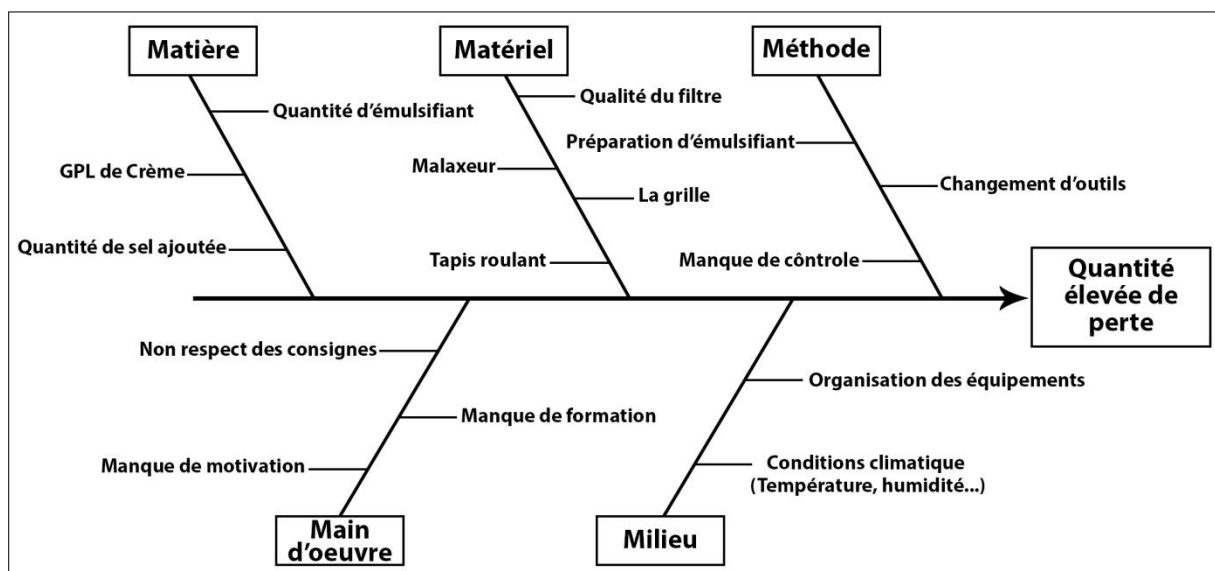 Matière
Matériel
Méthode
Quantité d'émulsifiant
GPL de Crème
Quantité de sel ajoutée
Qualité du filtre
Malaxeur
La grille
Tapis roulant
Préparation d'émulsifiant
Changement d'outils
Manque de côntrole
Quantité
élevée de
perte
Non respect des consignes
Manque de formation
Manque de motivation
Organisation des équipements
Conditions climatique
(Température, humidité...)
Main
d'oeuvre
Milieu